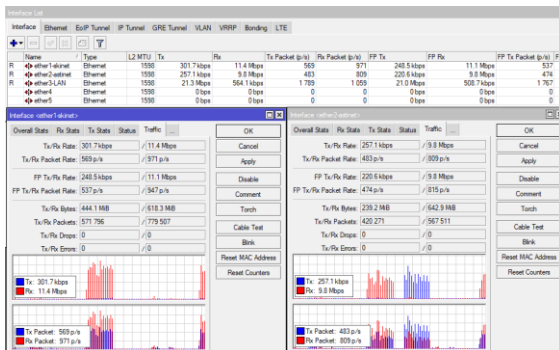 Interface List
Interface Ethernet EoIP Tunnel IP Tunnel GRE Tunnel VLAN VRRP Bonding LTE
Name Type L2 MTU Tx Rx Tx Packet (p/s) Rx Packet (p/s) FP Tx FP Rx FP Tx Packet (p/s)
R ether1-ekinet Ethernet 1598 301.7 kbps 11.4 Mbps 569 971 248.5 kbps 11.1 Mbps 537
R ether2-astinet Ethernet 1598 257.1 kbps 9.8 Mbps 483 809 220.6 kbps 9.8 Mbps 474
R ether3-LAN Ethernet 1598 21.3 Mbps 564.1 kbps 1 789 1 059 21.0 Mbps 508.7 kbps 1 767
ether4 Ethernet 1598 0 bps 0 bps 0 0 0 bps 0 bps 0
ether5 Ethernet 1598 0 bps 0 bps 0 0 0 bps 0 bps 0
Interface <ether1-ekinet>
Overall Stats Rx Stats Tx Stats Status Traffic ...
Tx/Rx Rate: 301.7 kbps / 11.4 Mbps
Tx/Rx Packet Rate: 569 p/s / 971 p/s
FP Tx/Rx Rate: 248.5 kbps / 11.1 Mbps
FP Tx/Rx Packet Rate: 537 p/s / 947 p/s
Tx/Rx Bytes: 444.1 MiB / 618.3 MiB
Tx/Rx Packets: 571 796 / 779 507
Tx/Rx Drops: 0 / 0
Tx/Rx Errors: 0 / 0
Tx: 301.7 kbps
Rx: 11.4 Mbps
Tx Packet: 569 p/s
Rx Packet: 971 p/s
OK
Cancel
Apply
Disable
Comment
Torch
Cable Test
Blink
Reset MAC Address
Reset Counters
Interface <ether2-astinet>
Overall Stats Rx Stats Tx Stats Status Traffic ...
Tx/Rx Rate: 257.1 kbps / 9.8 Mbps
Tx/Rx Packet Rate: 483 p/s / 809 p/s
FP Tx/Rx Rate: 220.6 kbps / 9.8 Mbps
FP Tx/Rx Packet Rate: 474 p/s / 815 p/s
Tx/Rx Bytes: 239.2 MiB / 642.9 MiB
Tx/Rx Packets: 420 271 / 567 511
Tx/Rx Drops: 0 / 0
Tx/Rx Errors: 0 / 0
Tx: 257.1 kbps
Rx: 9.8 Mbps
Tx Packet: 483 p/s
Rx Packet: 809 p/s
OK
Cancel
Apply
Disable
Comment
Torch
Cable Test
Blink
Reset MAC Address
Reset Counters